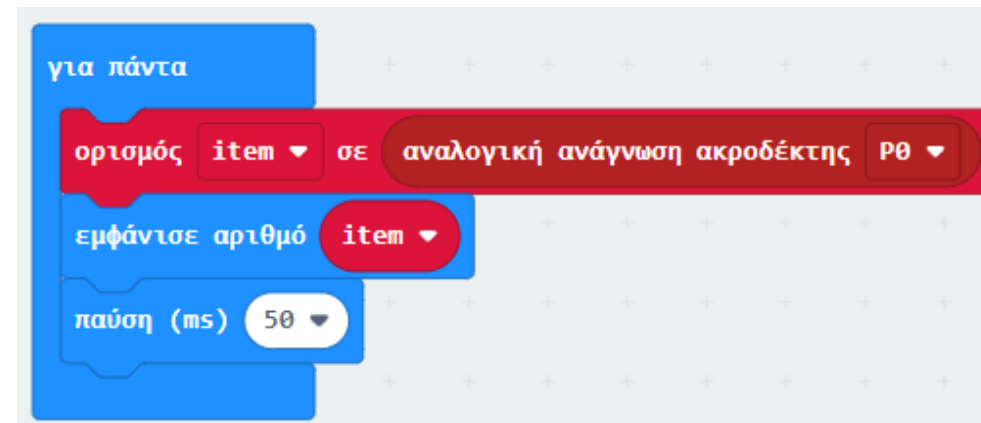 για πάντα
ορισμός item σε αναλογική ανάγνωση ακροδέκτης P0
εμφάνισε αριθμό item
παύση (ms) 50